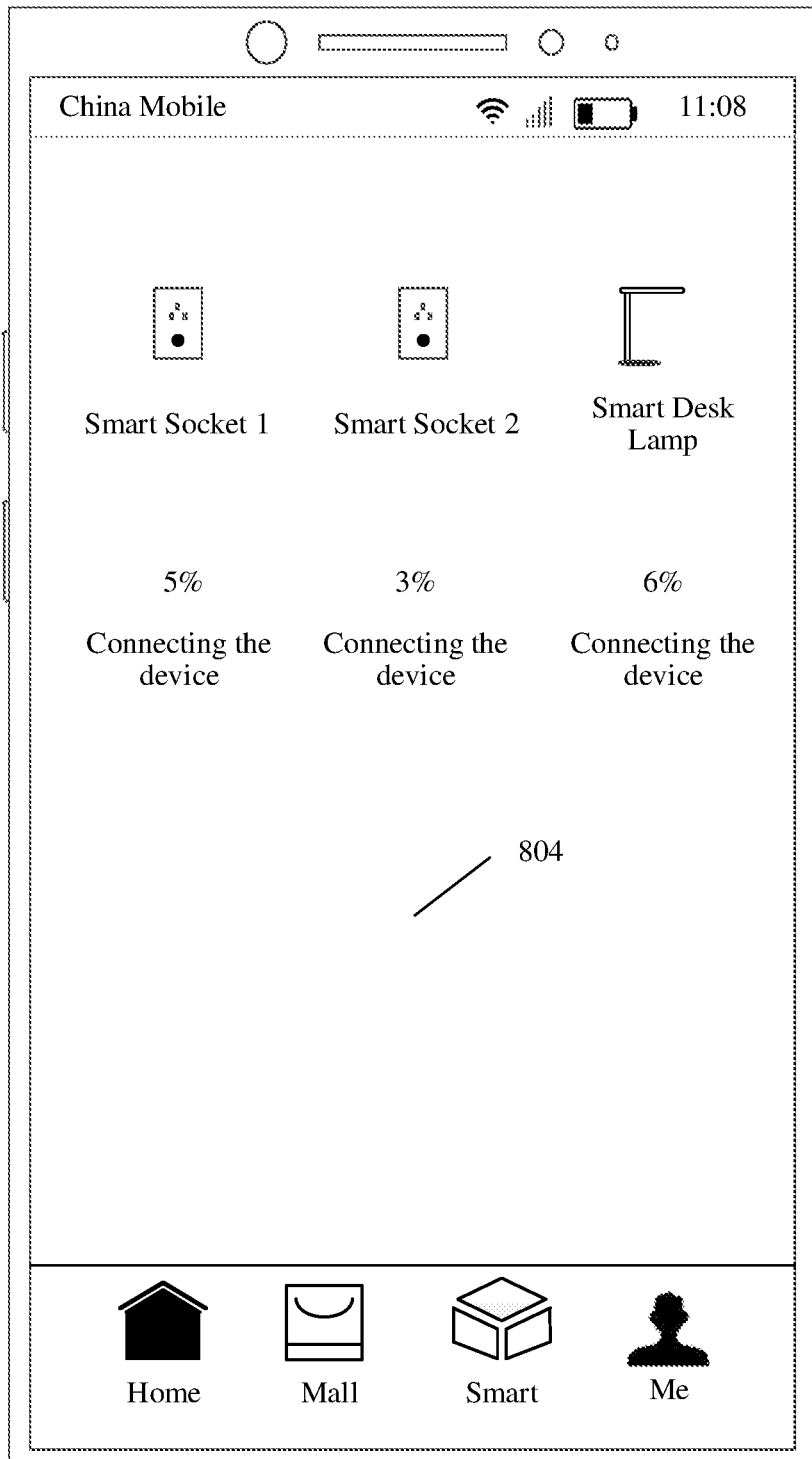 China Mobile 11:08
Smart Socket 1 Smart Socket 2 Smart Desk
Lamp
5% 3% 6%
Connecting the Connecting the Connecting the
device device device
804
Home Mall Smart Me